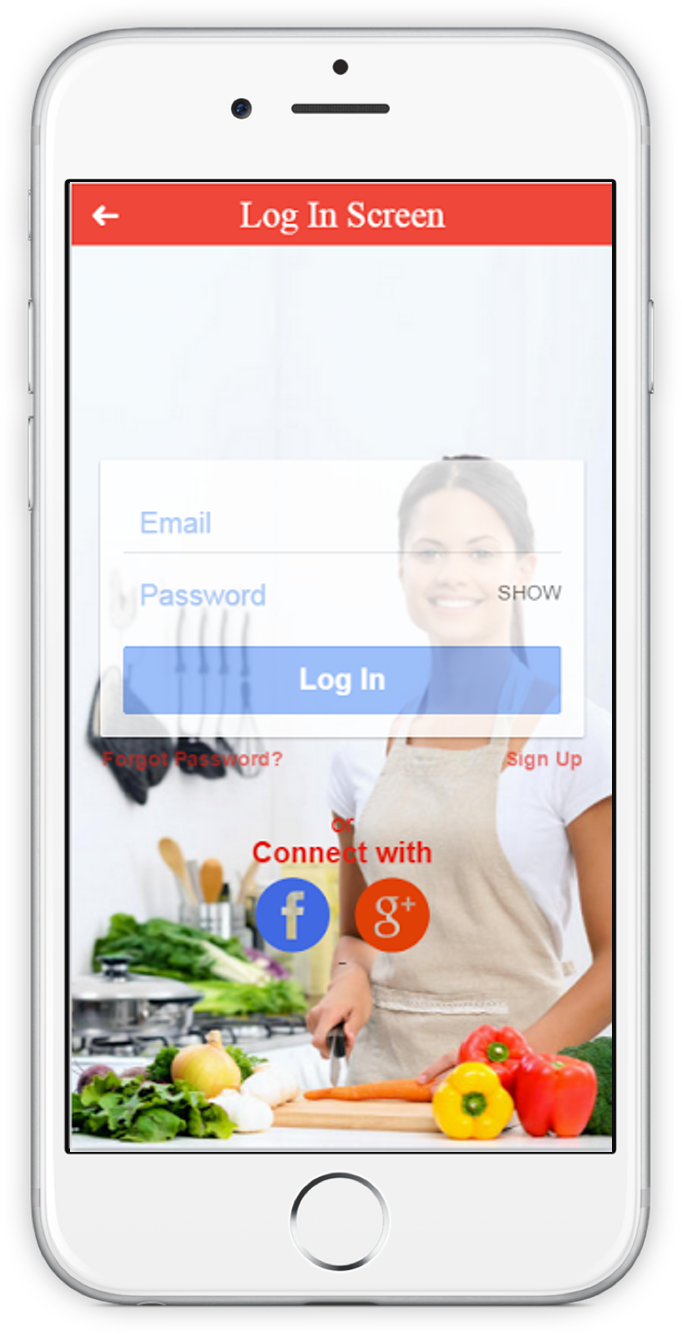 Log In Screen
Email
Password SHOW
Log In
Forgot Password? Sign Up
or
Connect with
f g+
-